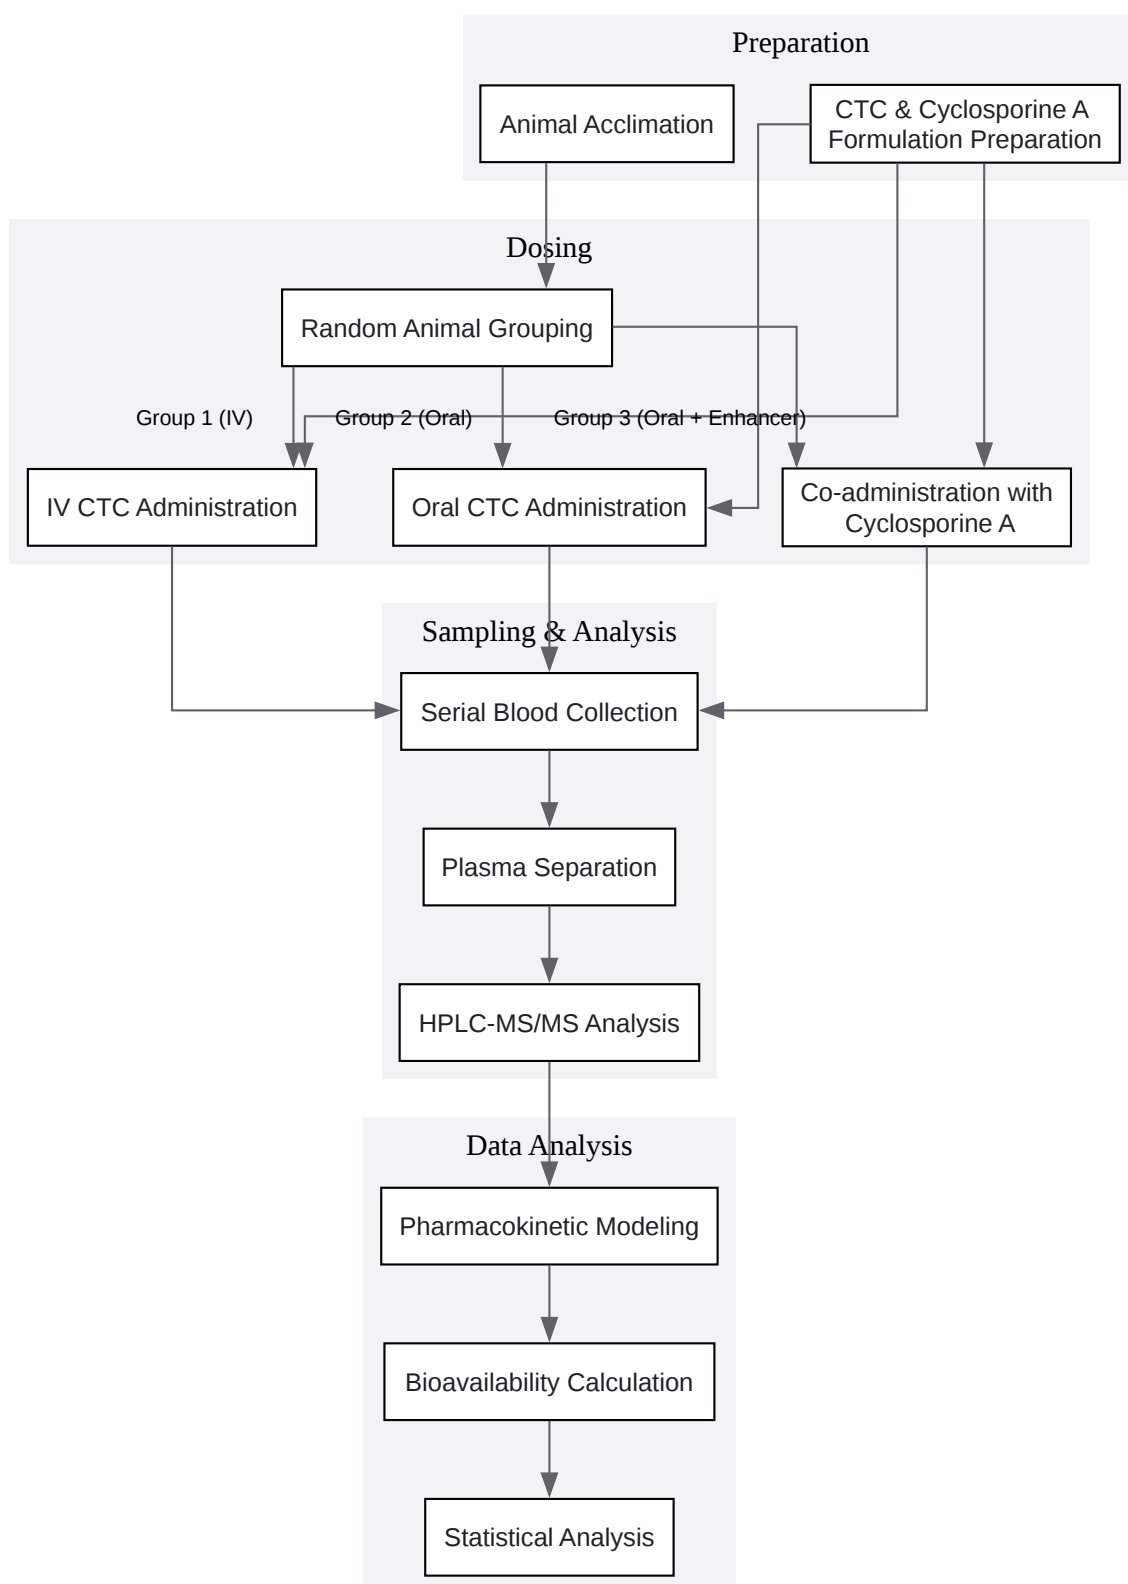 Preparation
Animal Acclimation
CTC & Cyclosporine A
Formulation Preparation
Dosing
Random Animal Grouping
Group 1 (IV)
Group 2 (Oral)
Group 3 (Oral + Enhancer)
IV CTC Administration
Oral CTC Administration
Co-administration with
Cyclosporine A
Sampling & Analysis
Serial Blood Collection
Plasma Separation
HPLC-MS/MS Analysis
Data Analysis
Pharmacokinetic Modeling
Bioavailability Calculation
Statistical Analysis